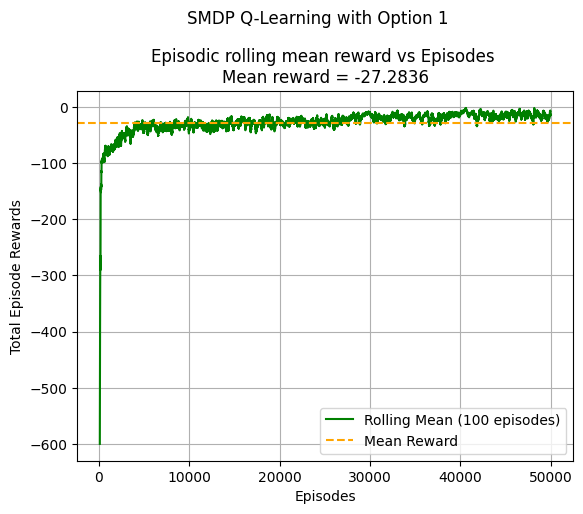 SMDP Q-Learning with Option 1
Episodic rolling mean reward vs Episodes
Mean reward = -27.2836
Total Episode Rewards
0
−100
−200
−300
−400
−500
−600
Rolling Mean (100 episodes)
Mean Reward
0 10000 20000 30000 40000 50000
Episodes